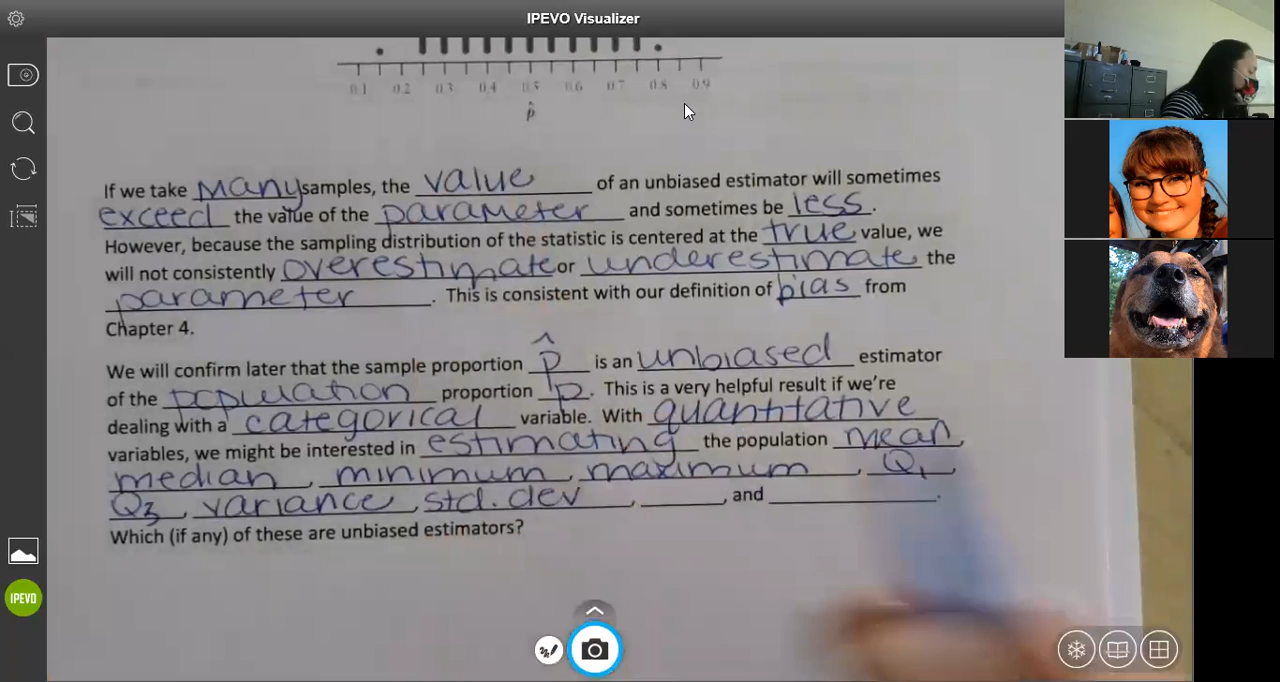 IPEVO Visualizer
0.1 0.2 0.3 0.4 0.5 0.6 0.7 0.8 0.9
p̂
If we take many samples, the value of an unbiased estimator will sometimes
exceed the value of the parameter and sometimes be less.
However, because the sampling distribution of the statistic is centered at the true value, we
will not consistently overestimate or underestimate the
parameter. This is consistent with our definition of bias from
Chapter 4.
We will confirm later that the sample proportion p̂ is an unbiased estimator
of the population proportion p. This is a very helpful result if we're
dealing with a categorical variable. With quantitative
variables, we might be interested in estimating the population mean,
median, minimum, maximum, Q1,
Q3, variance, std. dev, ____, and ____.
Which (if any) of these are unbiased estimators?
IPEVO